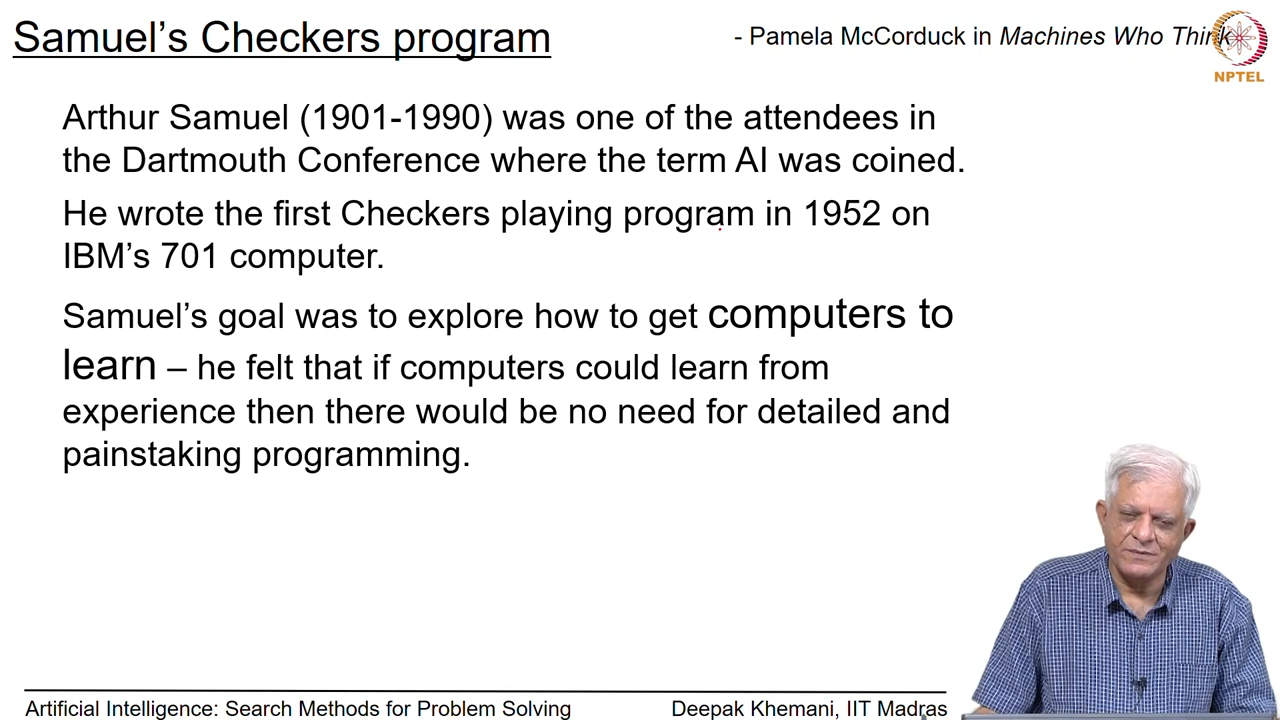 Samuel's Checkers program
- Pamela McCorduck in Machines Who Think
NPTEL
Arthur Samuel (1901-1990) was one of the attendees in
the Dartmouth Conference where the term AI was coined.
He wrote the first Checkers playing program in 1952 on
IBM's 701 computer.
Samuel's goal was to explore how to get computers to
learn – he felt that if computers could learn from
experience then there would be no need for detailed and
painstaking programming.
Artificial Intelligence: Search Methods for Problem Solving
Deepak Khemani, IIT Madras